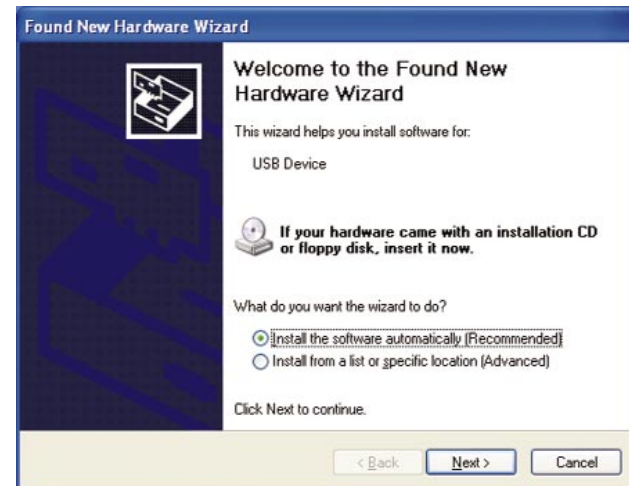 Found New Hardware Wizard
Welcome to the Found New
Hardware Wizard
This wizard helps you install software for:
USB Device
If your hardware came with an installation CD
or floppy disk, insert it now.
What do you want the wizard to do?
Install the software automatically (Recommended)
Install from a list or specific location (Advanced)
Click Next to continue.
< Back Next > Cancel